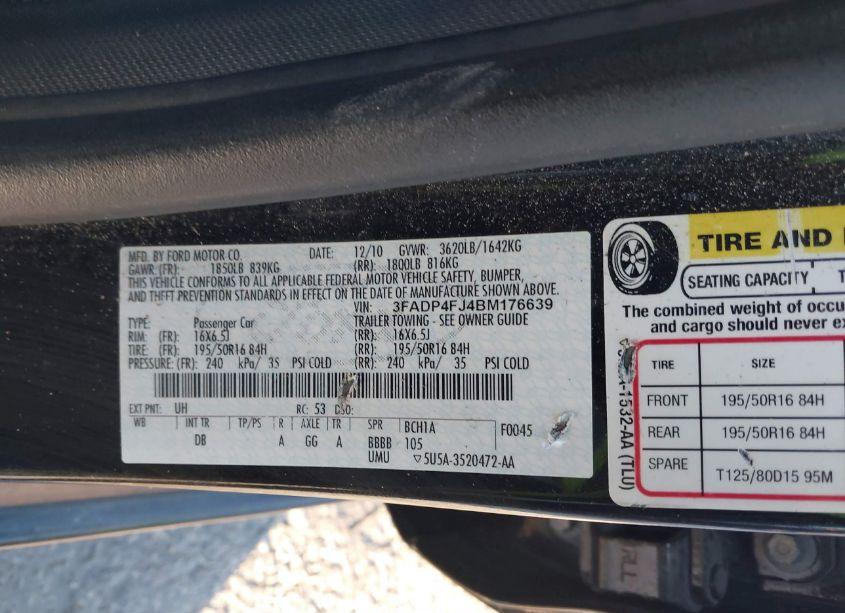 MFD. BY FORD MOTOR CO. DATE: 12/10 GVWR: 3620LB/1642KG
GAWR: (FR): 1850LB 839KG (RR): 1800LB 816KG
THIS VEHICLE CONFORMS TO ALL APPLICABLE FEDERAL MOTOR VEHICLE SAFETY, BUMPER,
AND THEFT PREVENTION STANDARDS IN EFFECT ON THE DATE OF MANUFACTURE SHOWN ABOVE.
VIN: 3FADP4FJ4BM176639
TYPE: Passenger Car TRAILER TOWING - SEE OWNER GUIDE
RIM: (FR): 16X6.5J (RR): 16X6.5J
TIRE: (FR): 195/50R16 84H (RR): 195/50R16 84H
PRESSURE: (FR): 240 kPa/ 35 PSI COLD (RR): 240 kPa/ 35 PSI COLD
EXT PNT: UH RC: 53 DSO:
WB INT TR TP/PS R AXLE TR SPR BCH1A F0045
DB A GG A BBBB 105
UMU ▽5U5A-3520472-AA
TIRE AND
SEATING CAPACITY
The combined weight of occu
and cargo should never ex
TIRE SIZE
FRONT 195/50R16 84H
REAR 195/50R16 84H
SPARE T125/80D15 95M
1532-AA (TLU)